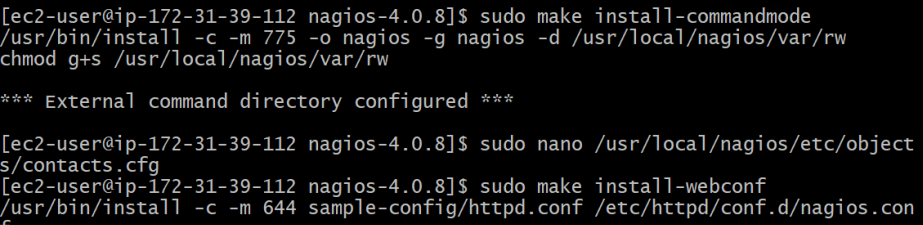 [ec2-user@ip-172-31-39-112 nagios-4.0.8]$ sudo make install-commandmode
/usr/bin/install -c -m 775 -o nagios -g nagios -d /usr/local/nagios/var/rw
chmod g+s /usr/local/nagios/var/rw
*** External command directory configured ***
[ec2-user@ip-172-31-39-112 nagios-4.0.8]$ sudo nano /usr/local/nagios/etc/object
s/contacts.cfg
[ec2-user@ip-172-31-39-112 nagios-4.0.8]$ sudo make install-webconf
/usr/bin/install -c -m 644 sample-config/httpd.conf /etc/httpd/conf.d/nagios.con
f